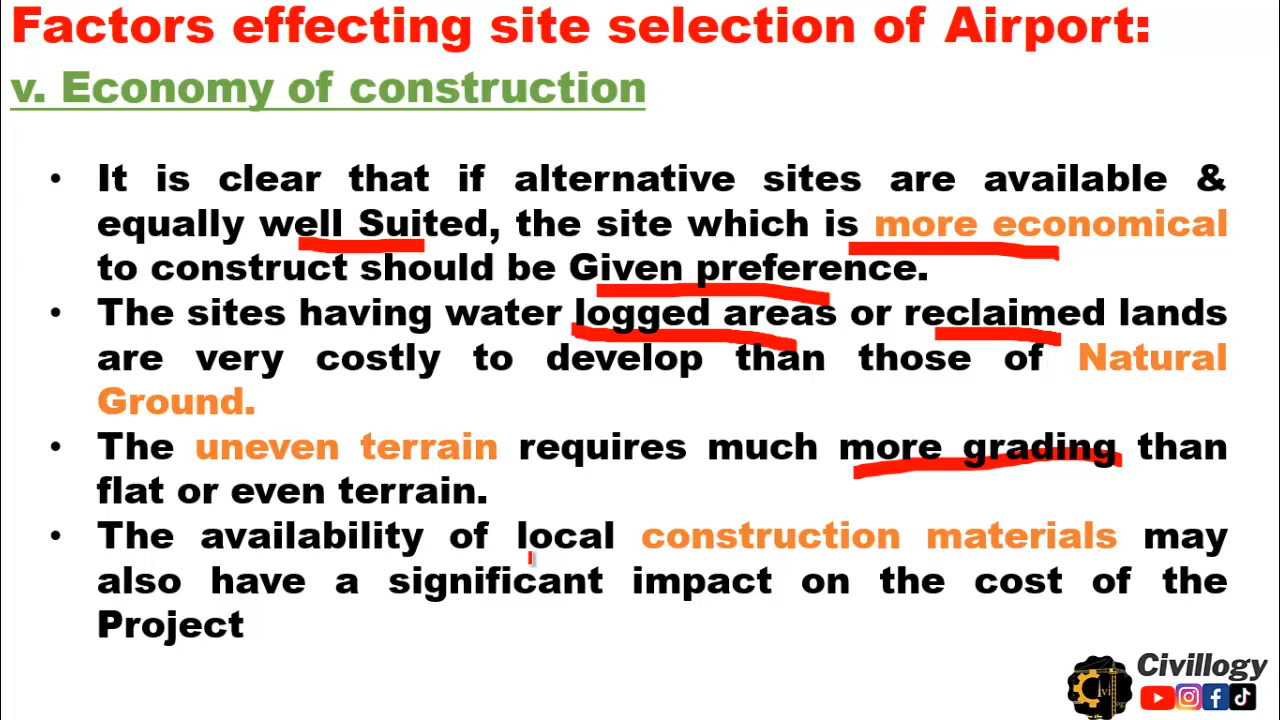 Factors effecting site selection of Airport:
v. Economy of construction
• It is clear that if alternative sites are available &
equally well Suited, the site which is more economical
to construct should be Given preference.
• The sites having water logged areas or reclaimed lands
are very costly to develop than those of Natural
Ground.
• The uneven terrain requires much more grading than
flat or even terrain.
• The availability of local construction materials may
also have a significant impact on the cost of the
Project
Civillogy